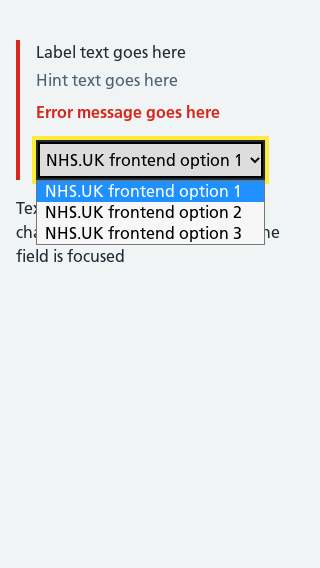 Label text goes here
Hint text goes here
Error message goes here
NHS.UK frontend option 1
NHS.UK frontend option 1
NHS.UK frontend option 2
NHS.UK frontend option 3
field is focused